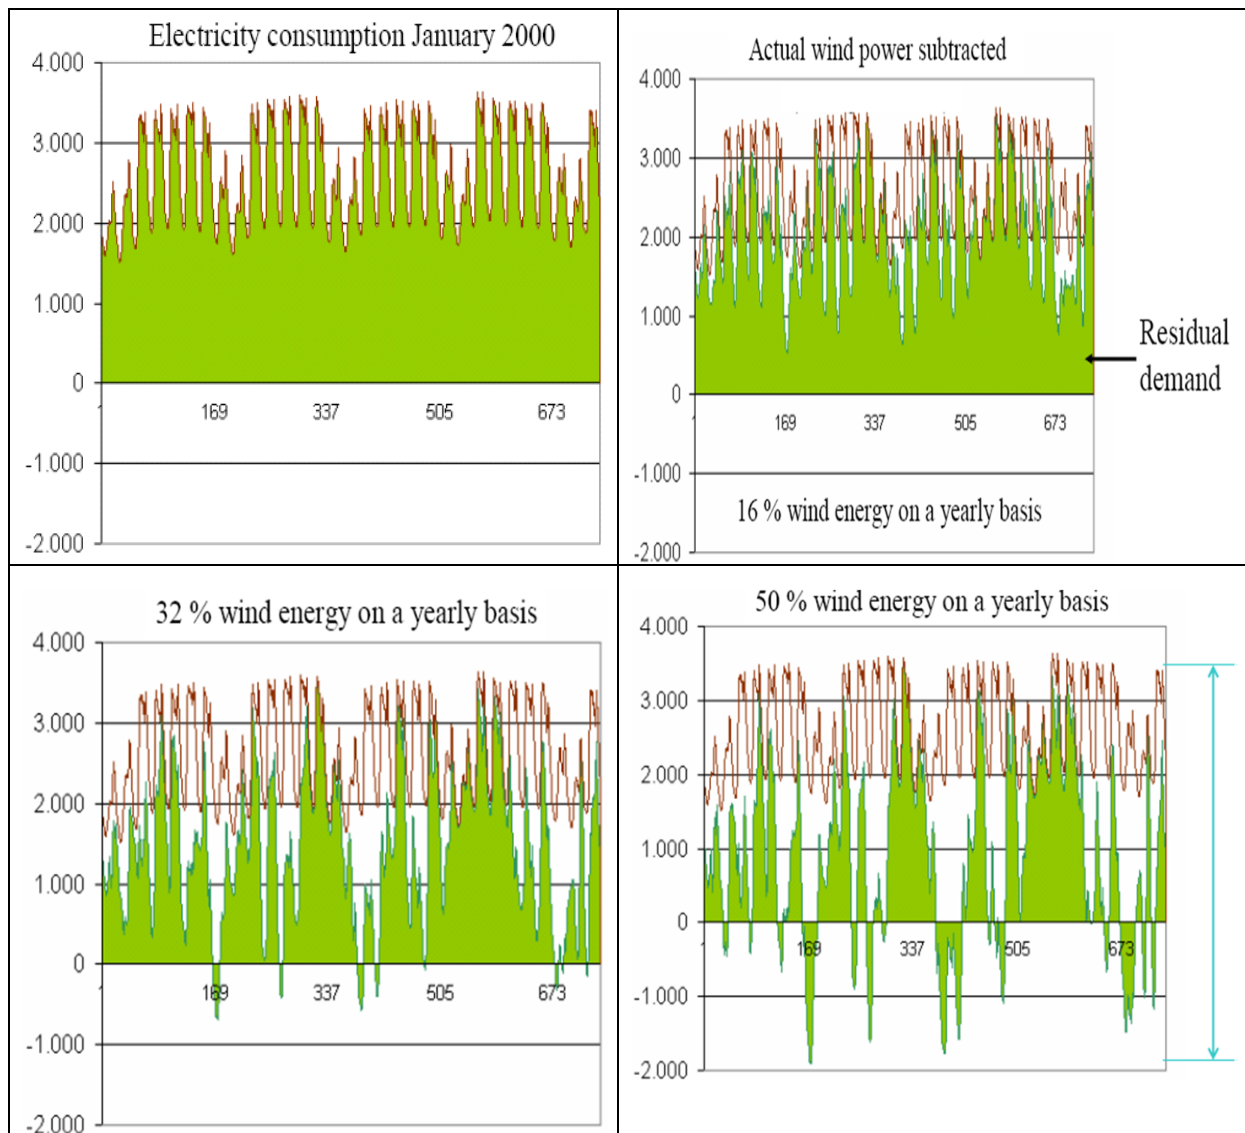 Electricity consumption January 2000
4.000
3.000
2.000
1.000
0
169 337 505 673
-1.000
-2.000
Actual wind power subtracted
4.000
3.000
2.000
1.000
0
169 337 505 673
-1.000
16 % wind energy on a yearly basis
-2.000
Residual
demand
32 % wind energy on a yearly basis
4.000
3.000
2.000
1.000
0
169 337 505 673
-1.000
-2.000
50 % wind energy on a yearly basis
4.000
3.000
2.000
1.000
0
169 337 505 673
-1.000
-2.000